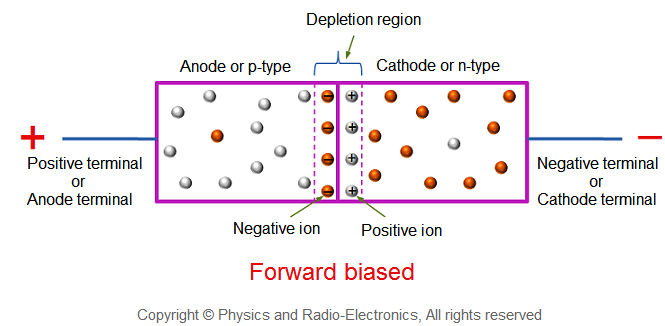 Depletion region
Anode or p-type
Cathode or n-type
+
−
Positive terminal
or
Anode terminal
Negative terminal
or
Cathode terminal
− +
− +
− +
− +
Negative ion
Positive ion
Forward biased
Copyright © Physics and Radio-Electronics, All rights reserved